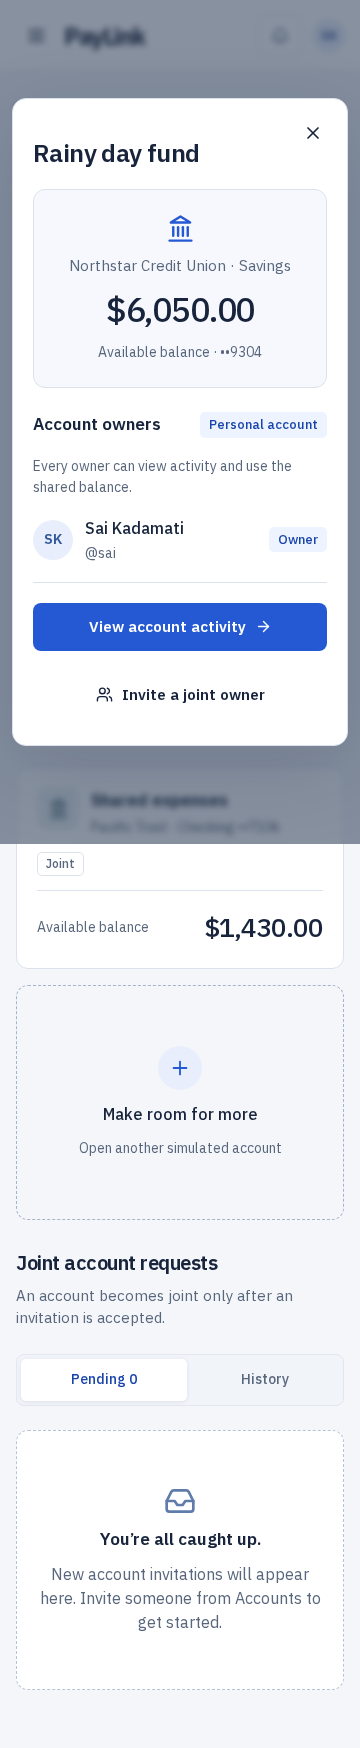 PayLink
SK
Rainy day fund
Northstar Credit Union · Savings
$6,050.00
Available balance · ••9304
Account owners
Personal account
Every owner can view activity and use the
shared balance.
SK
Sai Kadamati
Owner
@sai
View account activity
Invite a joint owner
Shared expenses
Joint
Available balance
$1,430.00
Make room for more
Open another simulated account
Joint account requests
An account becomes joint only after an
invitation is accepted.
Pending 0
History
You’re all caught up.
New account invitations will appear
here. Invite someone from Accounts to
get started.